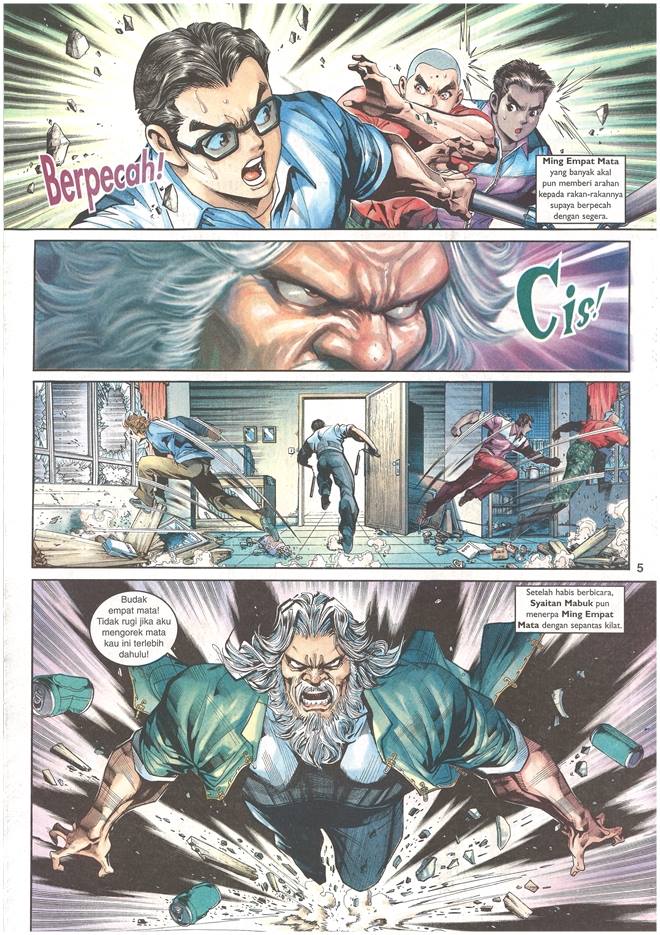 Berpecah!
Ming Empat Mata
yang banyak akal
pun memberi arahan
kepada rakan-rakannya
supaya berpecah
dengan segera.
Cis!
5
Budak
empat mata!
Tidak rugi jika aku
mengorek mata
kau ini terlebih
dahulu!
Setelah habis berbicara,
Syaitan Mabuk pun
menerpa Ming Empat
Mata dengan sepantas kilat.